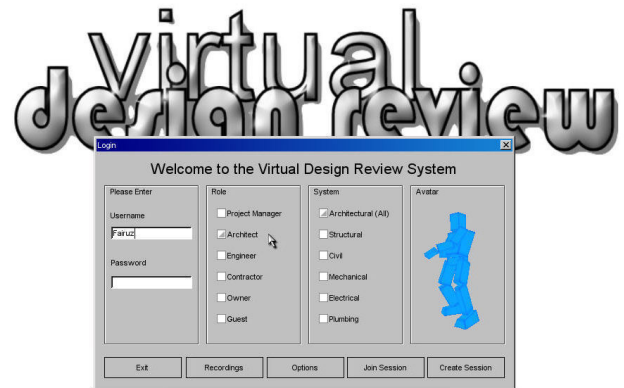 virtual
design review
Login
Welcome to the Virtual Design Review System
Please Enter
Username
Fairuz
Password
Role
Project Manager
Architect
Engineer
Contractor
Owner
Guest
System
Architectural (All)
Structural
Civil
Mechanical
Electrical
Plumbing
Avatar
Exit
Recordings
Options
Join Session
Create Session